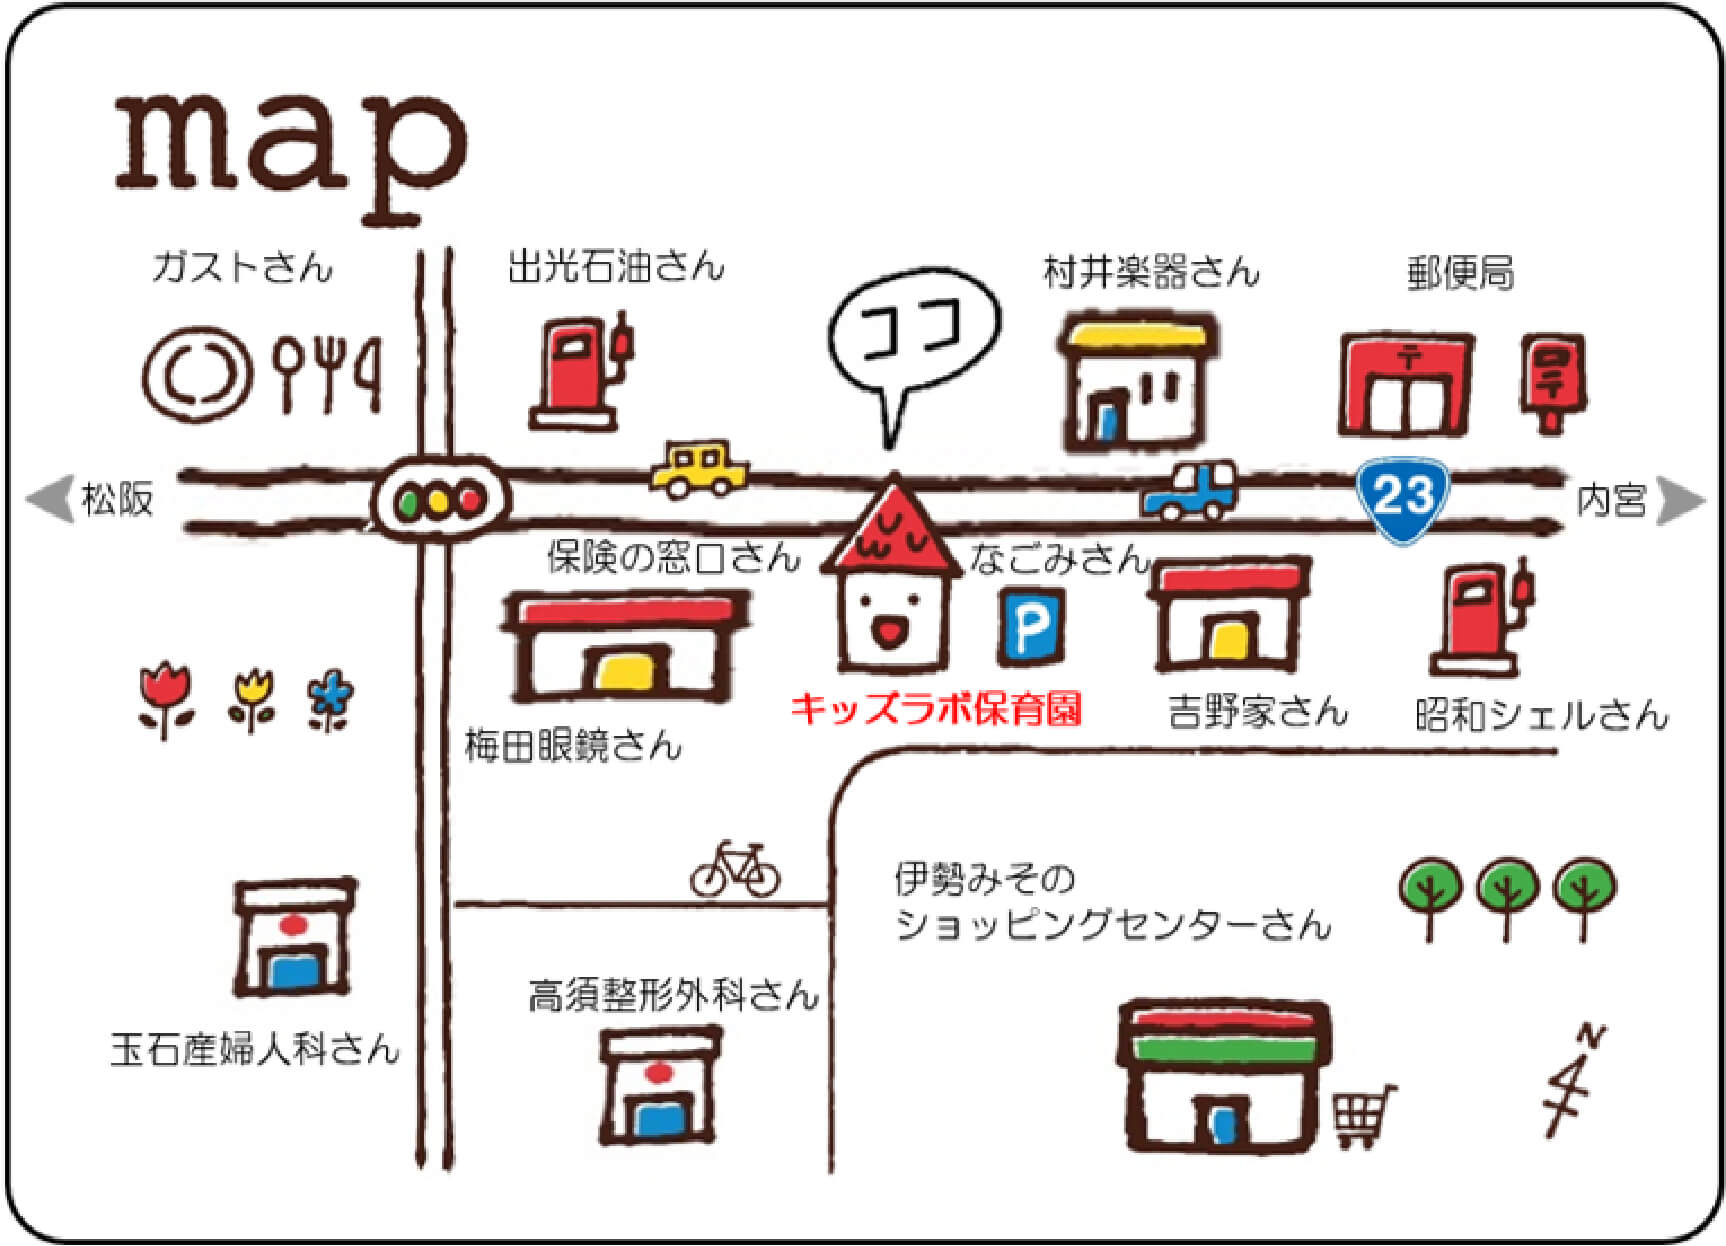 map
ガストさん
出光石油さん
ココ
村井楽器さん
郵便局
〒
松阪
23
内宮
保険の窓口さん
なごみさん
P
キッズラボ保育園
吉野家さん
昭和シェルさん
梅田眼鏡さん
伊勢みその
ショッピングセンターさん
高須整形外科さん
玉石産婦人科さん
N